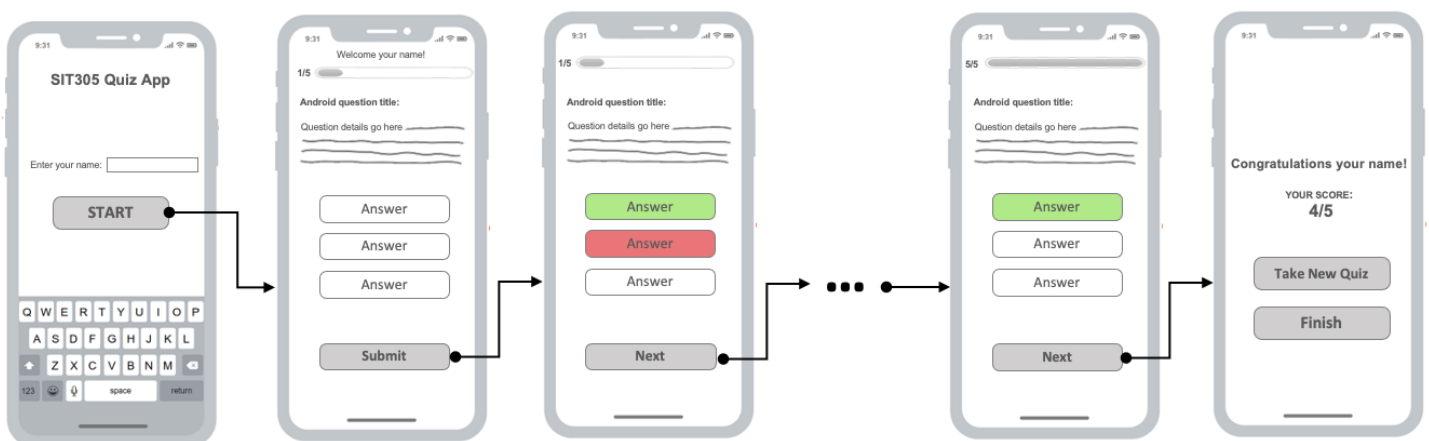 9:31
SIT305 Quiz App
Enter your name:
START
Q W E R T Y U I O P
A S D F G H J K L
Z X C V B N M
123 space return
9:31
Welcome your name!
1/5
Android question title:
Question details go here
Answer
Answer
Answer
Submit
9:31
1/5
Android question title:
Question details go here
Answer
Answer
Answer
Next
9:31
5/5
Android question title:
Question details go here
Answer
Answer
Answer
Next
9:31
Congratulations your name!
YOUR SCORE:
4/5
Take New Quiz
Finish